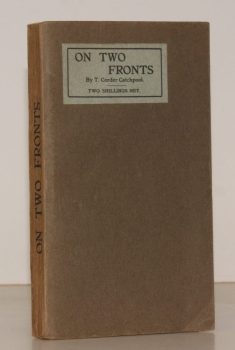 ON TWO
FRONTS
By T. Corder Catchpool.
TWO SHILLINGS NET.
ON TWO FRONTS